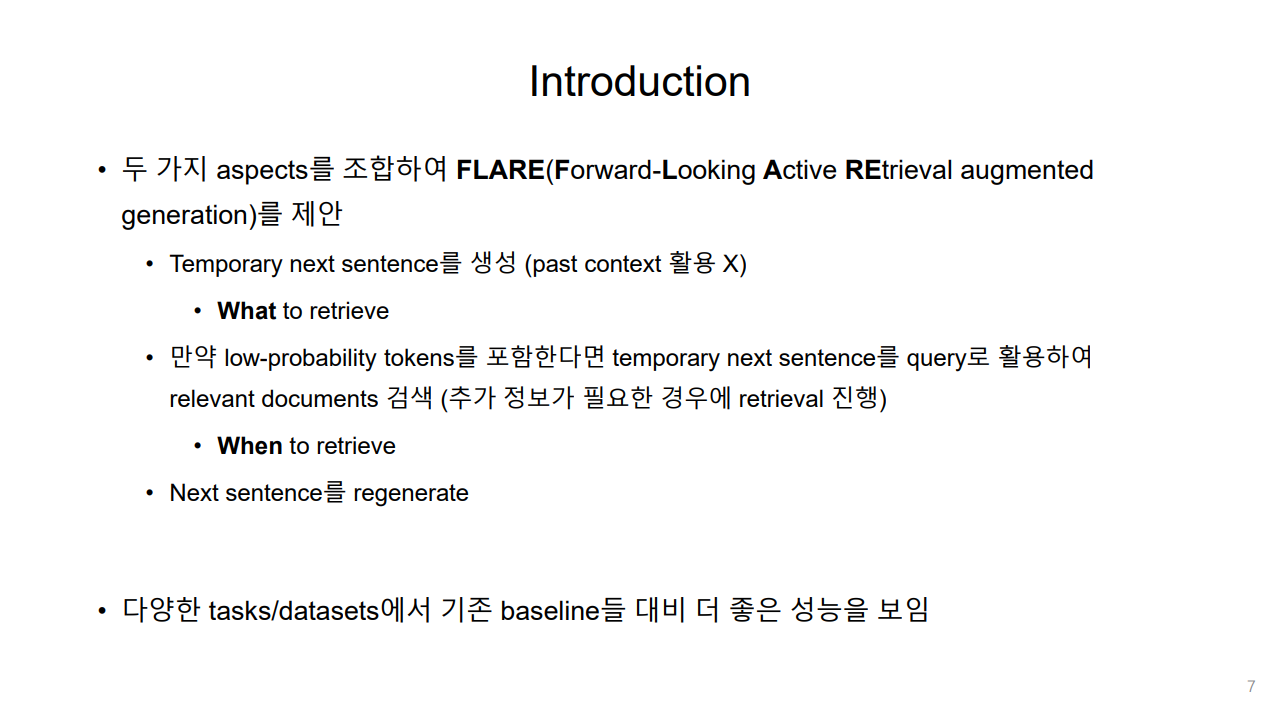 Introduction
• 두 가지 aspects를 조합하여 FLARE(Forward-Looking Active REtrieval augmented
generation)를 제안
• Temporary next sentence를 생성 (past context 활용 X)
• What to retrieve
• 만약 low-probability tokens를 포함한다면 temporary next sentence를 query로 활용하여
relevant documents 검색 (추가 정보가 필요한 경우에 retrieval 진행)
• When to retrieve
• Next sentence를 regenerate
• 다양한 tasks/datasets에서 기존 baseline들 대비 더 좋은 성능을 보임
7